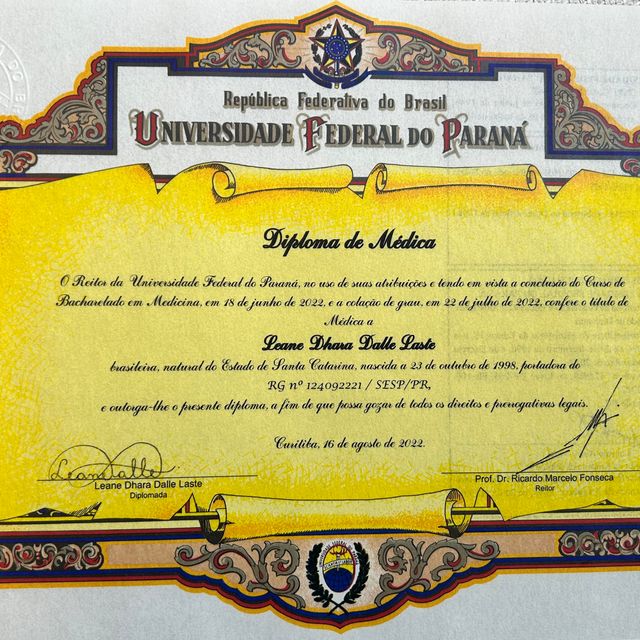 República Federativa do Brasil
UNIVERSIDADE FEDERAL DO PARANÁ
Diploma de Médica
O Reitor da Universidade Federal do Paraná, no uso de suas atribuições e tendo em vista a conclusão do Curso de
Bacharelado em Medicina, em 18 de junho de 2022, e a colação de grau, em 22 de julho de 2022, confere o título de
Médica a
Leane Dhara Dalle Laste
brasileira, natural do Estado de Santa Catarina, nascida a 23 de outubro de 1998, portadora do
RG nº 124092221 / SESP/PR,
e outorga-lhe o presente diploma, a fim de que possa gozar de todos os direitos e prerrogativas legais.
Curitiba, 16 de agosto de 2022.
Leane Dhara Dalle Laste
Diplomada
Prof. Dr. Ricardo Marcelo Fonseca
Reitor